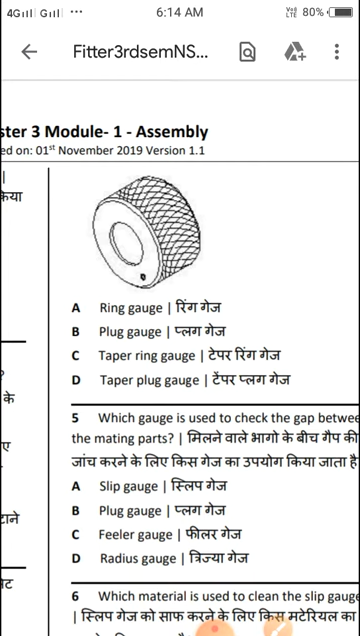 4G 6:14 AM VoD LTE 80%
Fitter3rdsemNS...
ster 3 Module- 1 - Assembly
ed on: 01st November 2019 Version 1.1
|
किया
A Ring gauge | रिंग गेज
B Plug gauge | प्लग गेज
C Taper ring gauge | टेपर रिंग गेज
D Taper plug gauge | टेंपर प्लग गेज
?
के
5 Which gauge is used to check the gap betwee
the mating parts? | मिलने वाले भागो के बीच गैप की
ए
जांच करने के लिए किस गेज का उपयोग किया जाता है
A Slip gauge | स्लिप गेज
B Plug gauge | प्लग गेज
टाने
C Feeler gauge | फीलर गेज
D Radius gauge | त्रिज्या गेज
6 Which material is used to clean the slip gauge
| स्लिप गेज को साफ करने के लिए किस मटेरियल का